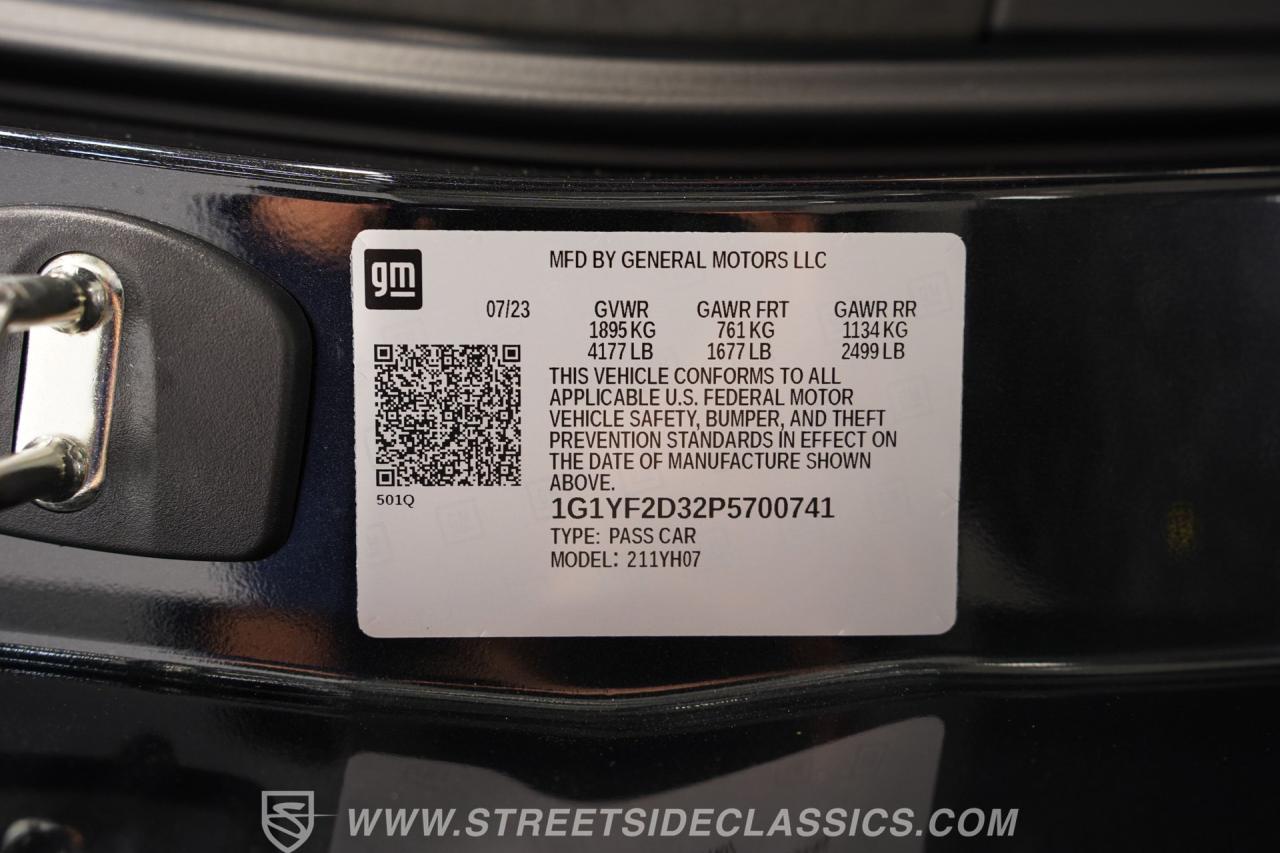 gm
MFD BY GENERAL MOTORS LLC
07/23 GVWR GAWR FRT GAWR RR
1895 KG 761 KG 1134 KG
4177 LB 1677 LB 2499 LB
THIS VEHICLE CONFORMS TO ALL
APPLICABLE U.S. FEDERAL MOTOR
VEHICLE SAFETY, BUMPER, AND THEFT
PREVENTION STANDARDS IN EFFECT ON
THE DATE OF MANUFACTURE SHOWN
ABOVE.
501Q
1G1YF2D32P5700741
TYPE: PASS CAR
MODEL: 211YH07
WWW.STREETSIDECLASSICS.COM